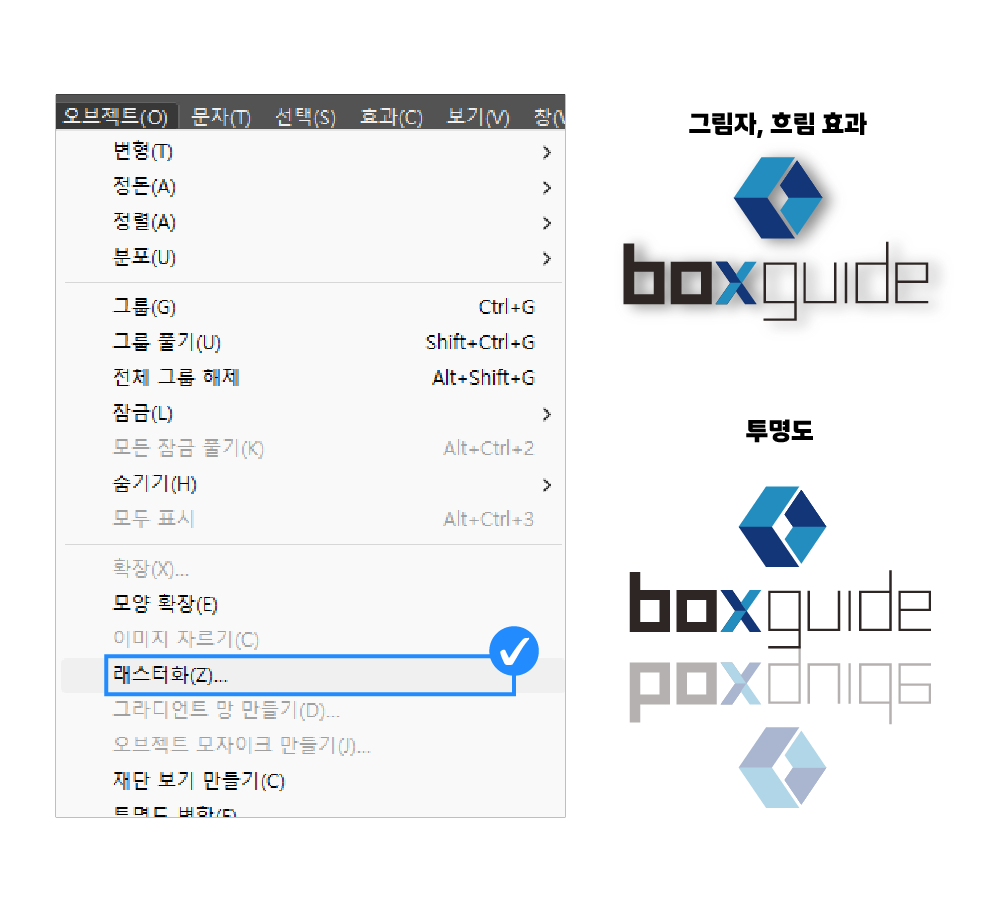 오브젝트(O) 문자(T) 선택(S) 효과(C) 보기(V) 창(
변형(T)
정돈(A)
정렬(A)
분포(U)
그룹(G) Ctrl+G
그룹 풀기(U) Shift+Ctrl+G
전체 그룹 해제 Alt+Shift+G
잠금(L)
모든 잠금 풀기(K) Alt+Ctrl+2
숨기기(H)
모두 표시 Alt+Ctrl+3
확장(X)...
모양 확장(E)
이미지 자르기(C)
래스터화(Z)...
그라디언트 망 만들기(D)...
오브젝트 모자이크 만들기(J)...
재단 보기 만들기(C)
투명도 병합(F)
그림자, 흐림 효과
boxguide
투명도
boxguide
boxguide